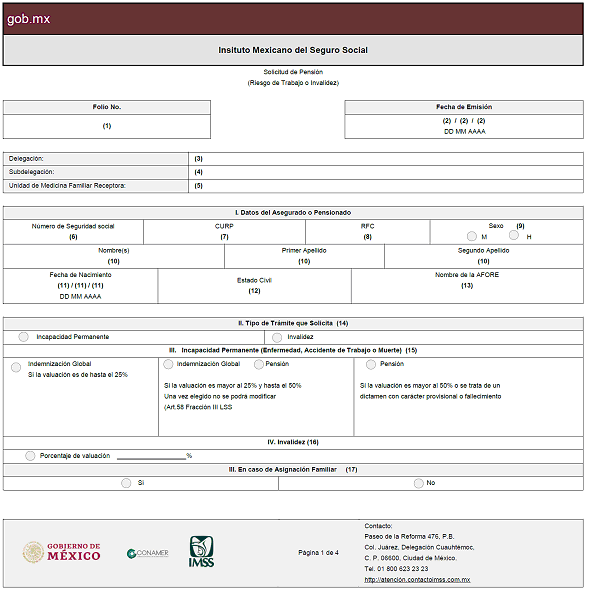 gob.mx
Insituto Mexicano del Seguro Social
Solicitud de Pensión
(Riesgo de Trabajo o Invalidez)
Folio No.
(1)
Fecha de Emisión
(2) / (2) / (2)
DD MM AAAA
Delegación: (3)
Subdelegación: (4)
Unidad de Medicina Familiar Receptora: (5)
I. Datos del Asegurado o Pensionado
Número de Seguridad social
(6)
CURP
(7)
RFC
(8)
Sexo (9)
M H
Nombre(s)
(10)
Primer Apellido
(10)
Segundo Apellido
(10)
Fecha de Nacimiento
(11) / (11) / (11)
DD MM AAAA
Estado Civil
(12)
Nombre de la AFORE
(13)
II. Tipo de Trámite que Solicita (14)
Incapacidad Permanente Invalidez
III. Incapacidad Permanente (Enfermedad, Accidente de Trabajo o Muerte) (15)
Indemnización Global
Si la valuación es de hasta el 25%
Indemnización Global Pensión
Si la valuación es mayor al 25% y hasta el 50%
Una vez elegido no se podrá modificar
(Art.58 Fracción III LSS
Pensión
Si la valuación es mayor al 50% o se trata de un
dictamen con carácter provisional o fallecimiento
IV. Invalidez (16)
Porcentaje de valuación ________________%
III. En caso de Asignación Familiar (17)
Si No
GOBIERNO DE
MÉXICO
CONAMER
IMSS
Página 1 de 4
Contacto:
Paseo de la Reforma 476, P.B.
Col. Juárez, Delegación Cuauhtémoc,
C. P. 06600, Ciudad de México.
Tel. 01 800 623 23 23
http://atención.contactoimss.com.mx